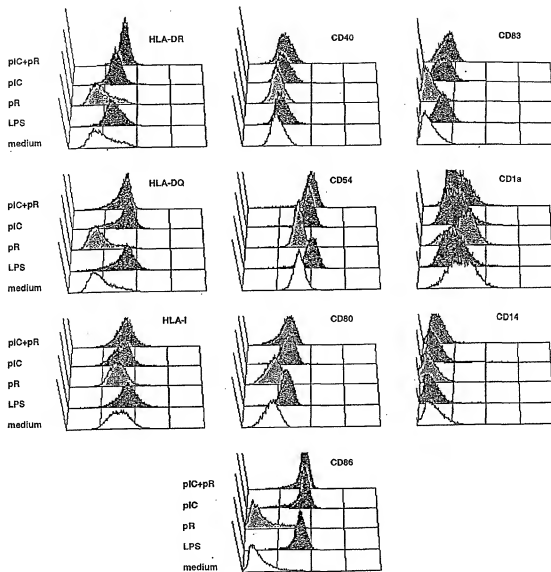 HLA-DR
pIC+pR
pIC
pR
LPS
medium
CD40
CD83
HLA-DQ
pIC+pR
pIC
pR
LPS
medium
CD54
CD1a
HLA-I
pIC+pR
pIC
pR
LPS
medium
CD80
CD14
CD86
pIC+pR
pIC
pR
LPS
medium